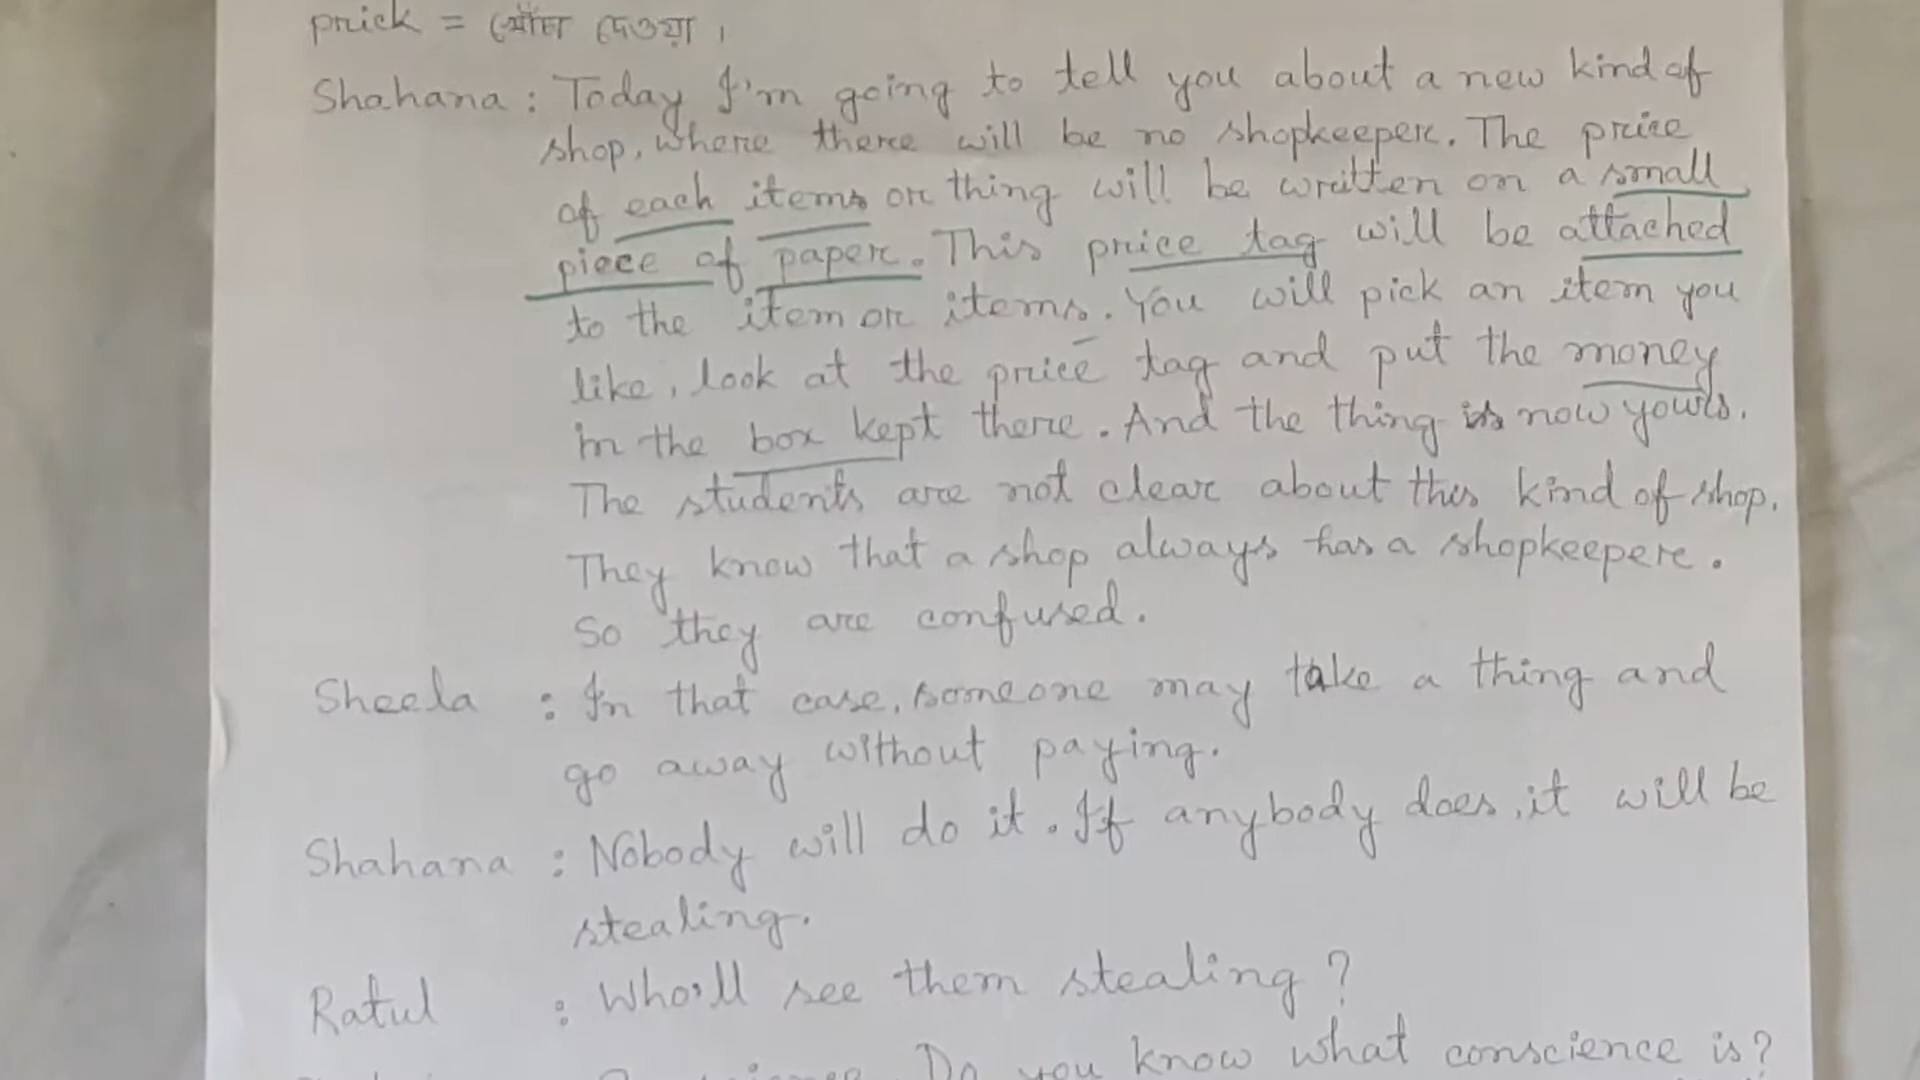 prick = খোঁচা দেওয়া ।
Shahana : Today I'm going to tell you about a new kind of
shop, where there will be no shopkeeper. The price
of each items or thing will be written on a small
piece of paper. This price tag will be attached
to the item or items. You will pick an item you
like, look at the price tag and put the money
in the box kept there. And the thing is now yours.
The students are not clear about this kind of shop.
They know that a shop always has a shopkeeper.
So they are confused.
Sheela : In that case, someone may take a thing and
go away without paying.
Shahana : Nobody will do it. If anybody does, it will be
stealing.
Ratul : Who'll see them stealing?
Do you know what conscience is?